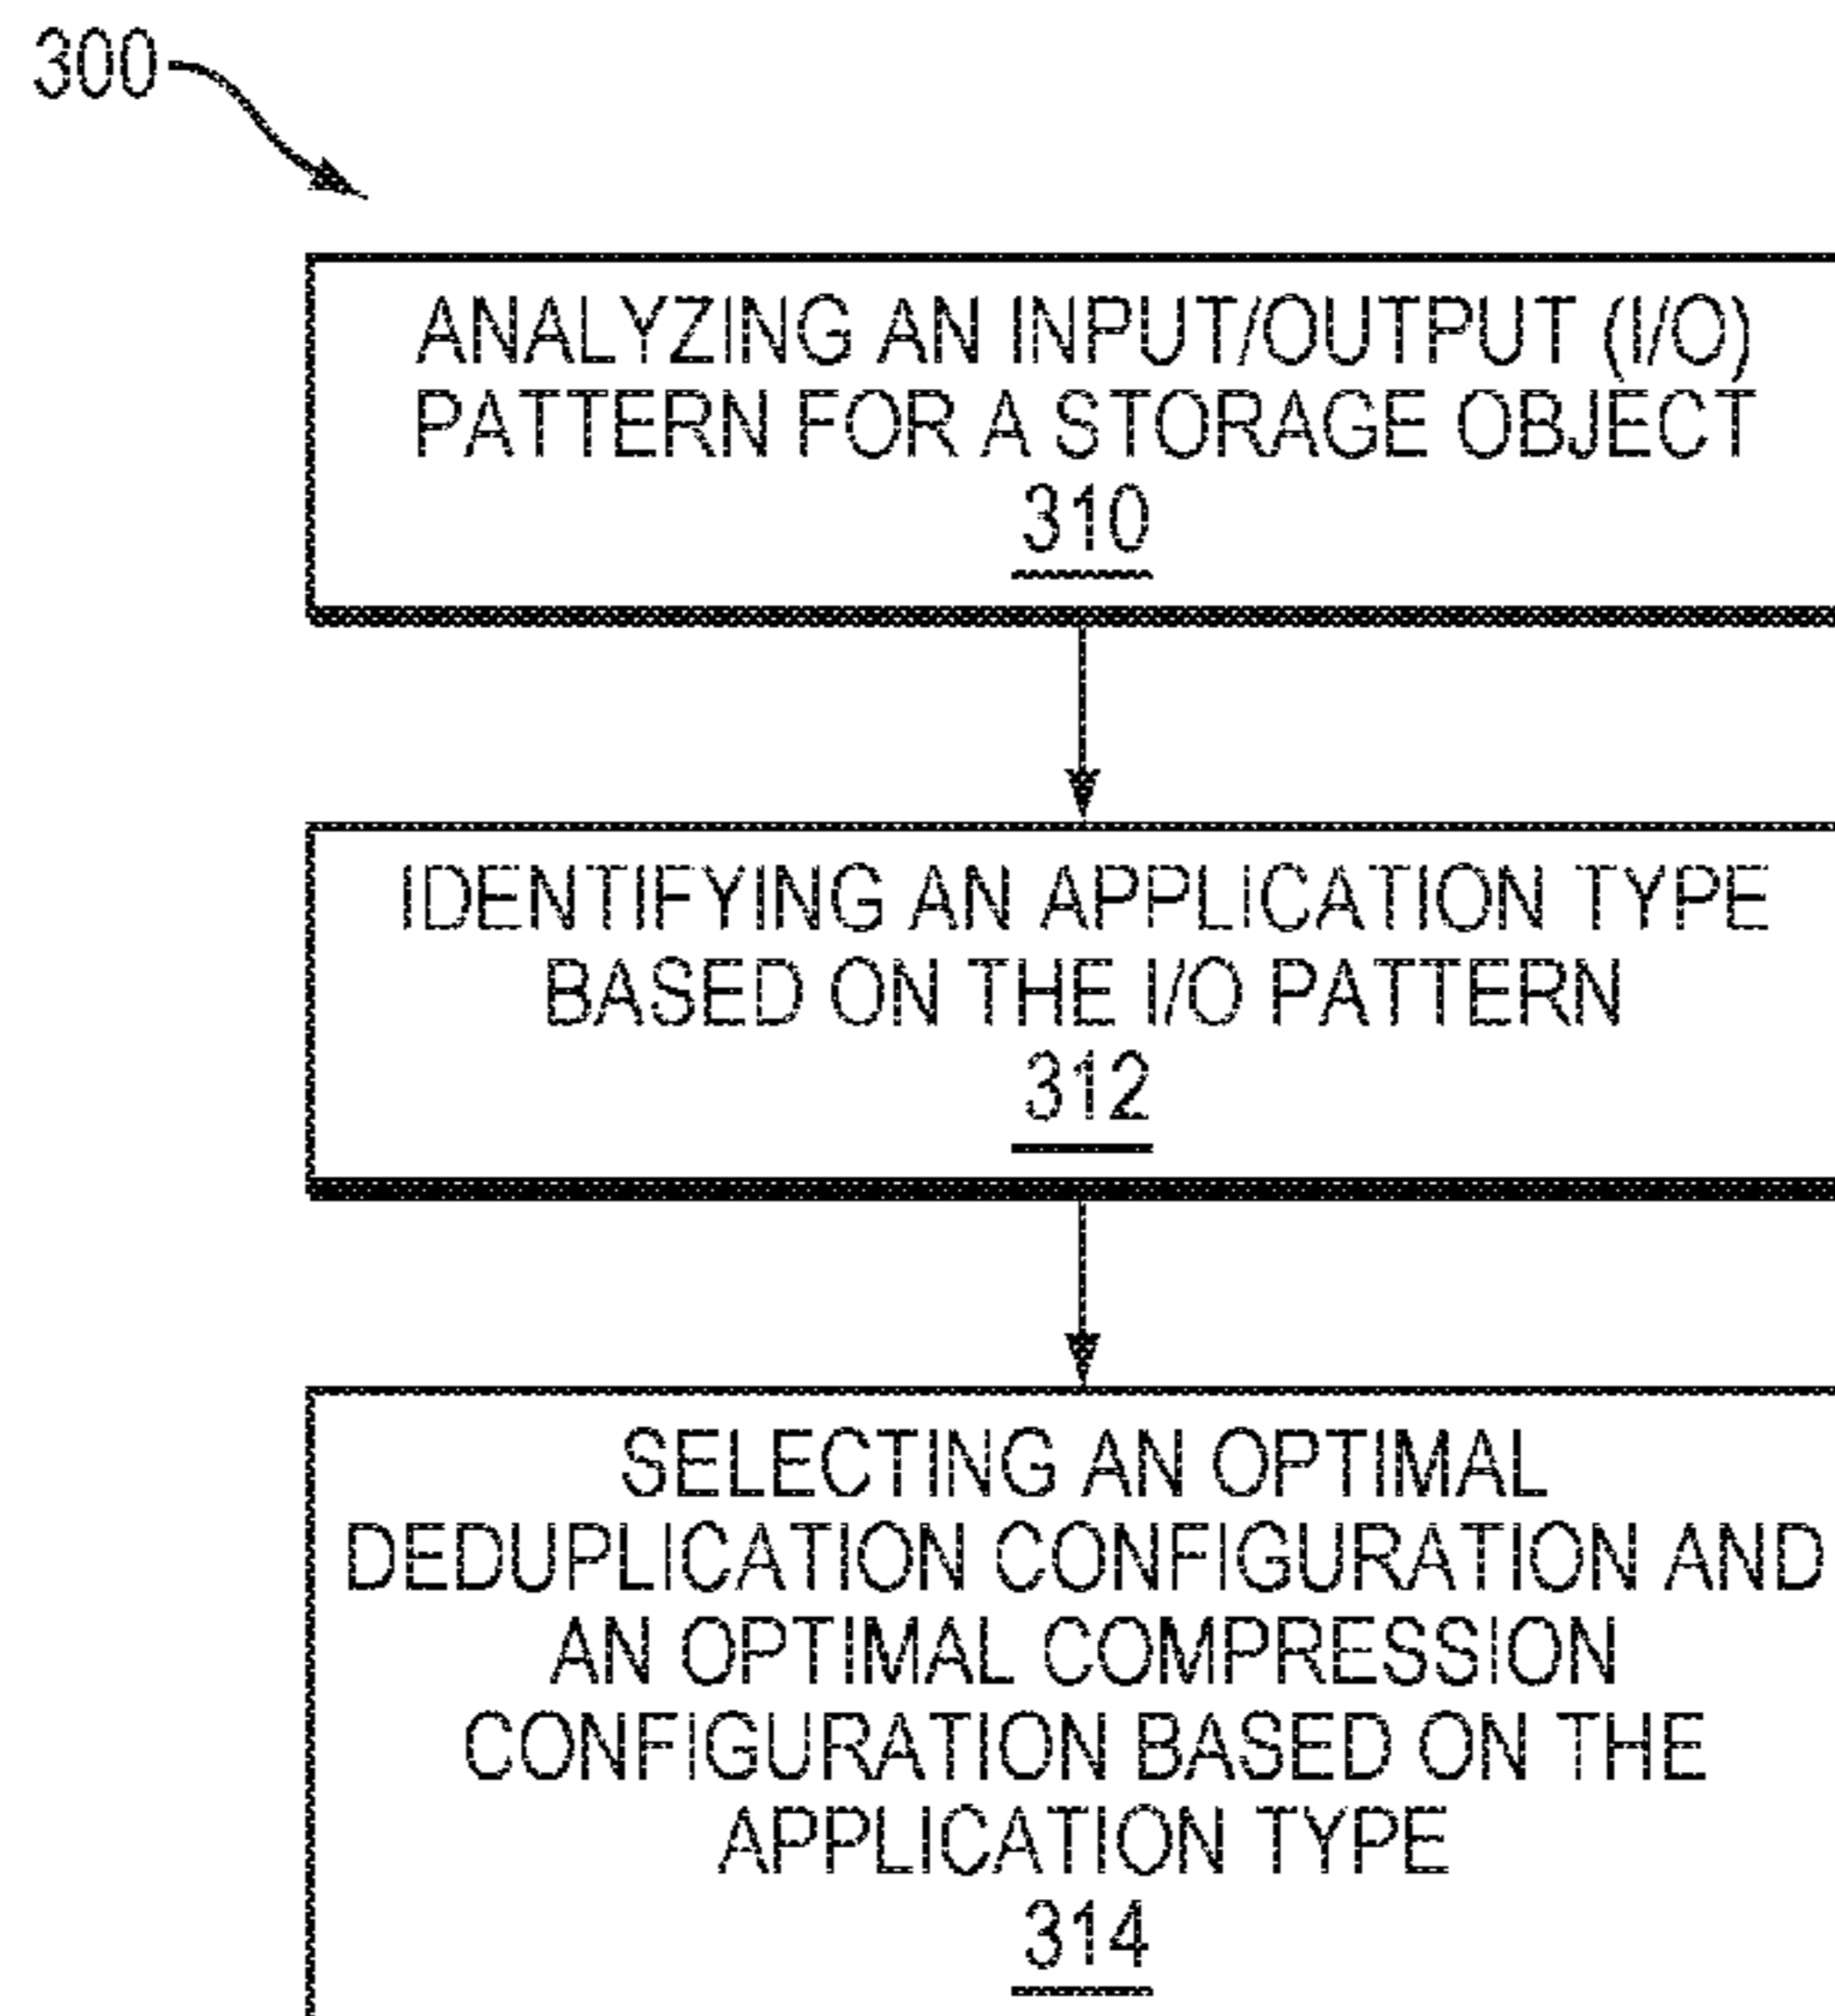 300
ANALYZING AN INPUT/OUTPUT (I/O)
PATTERN FOR A STORAGE OBJECT
310
IDENTIFYING AN APPLICATION TYPE
BASED ON THE I/O PATTERN
312
SELECTING AN OPTIMAL
DEDUPLICATION CONFIGURATION AND
AN OPTIMAL COMPRESSION
CONFIGURATION BASED ON THE
APPLICATION TYPE
314